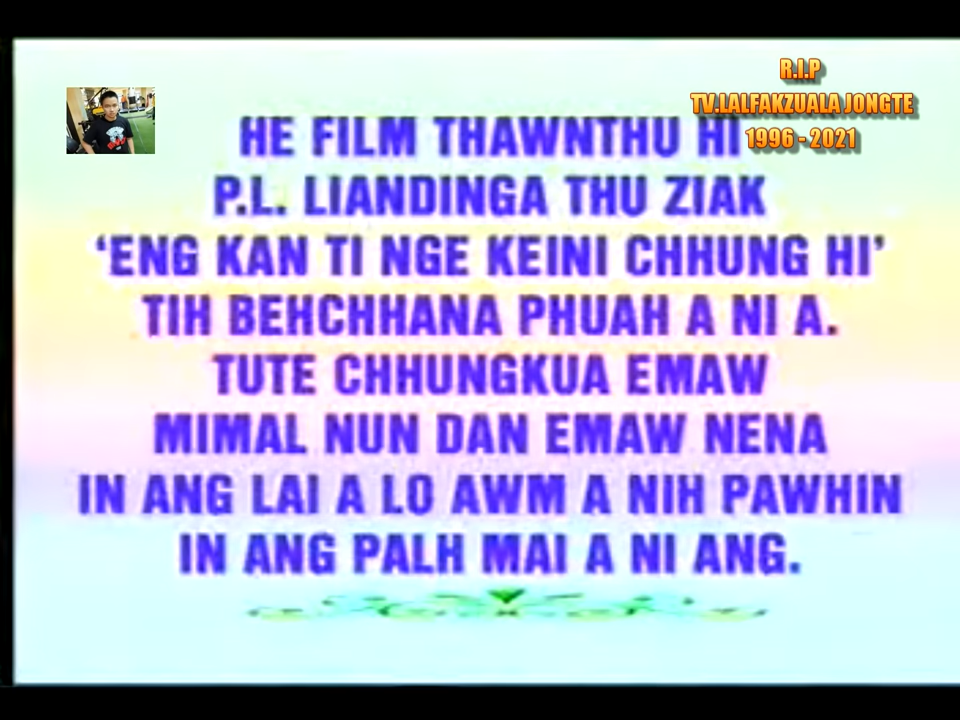 R.I.P
TV.LALFAKZUALA JONGTE
1996 - 2021
HE FILM THAWNTHU HI
P.L. LIANDINGA THU ZIAK
‘ENG KAN TI NGE KEINI CHHUNG HI’
TIH BEHCHHANA PHUAH A NI A.
TUTE CHHUNGKUA EMAW
MIMAL NUN DAN EMAW NENA
IN ANG LAI A LO AWM A NIH PAWHIN
IN ANG PALH MAI A NI ANG.